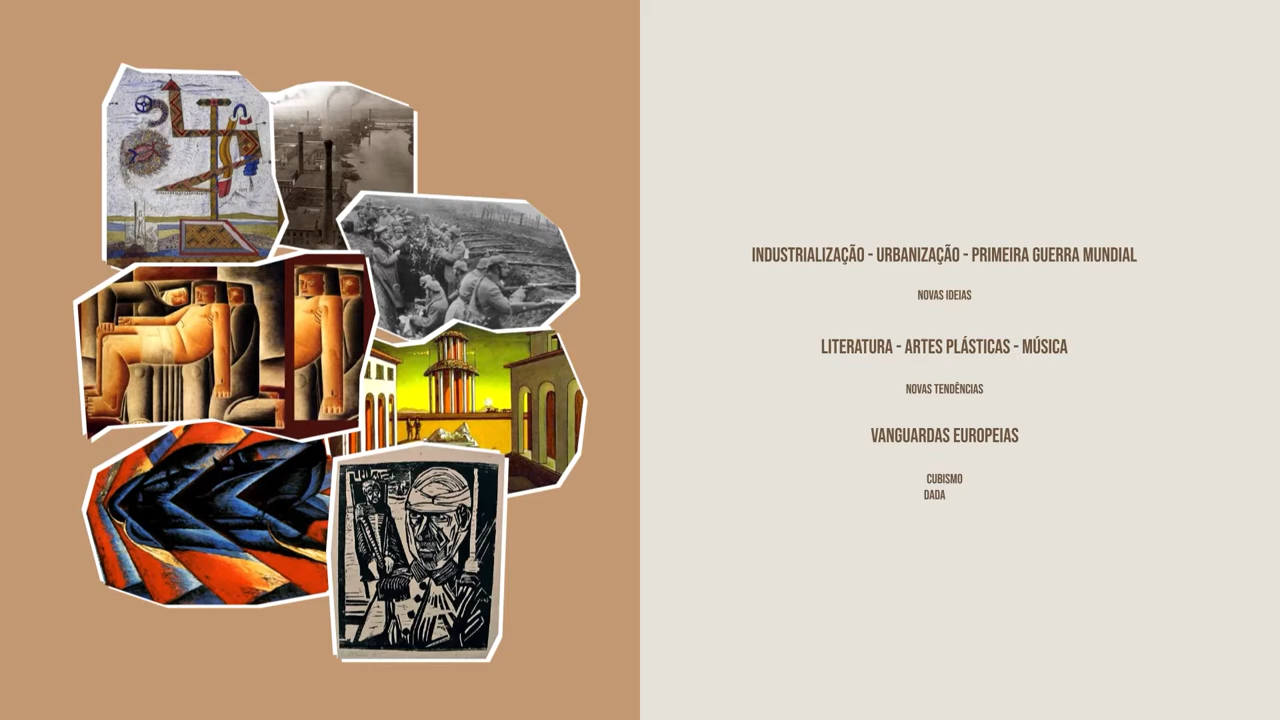 INDUSTRIALIZAÇÃO - URBANIZAÇÃO - PRIMEIRA GUERRA MUNDIAL
NOVAS IDEIAS
LITERATURA - ARTES PLÁSTICAS - MÚSICA
NOVAS TENDÊNCIAS
VANGUARDAS EUROPEIAS
CUBISMO
DADA